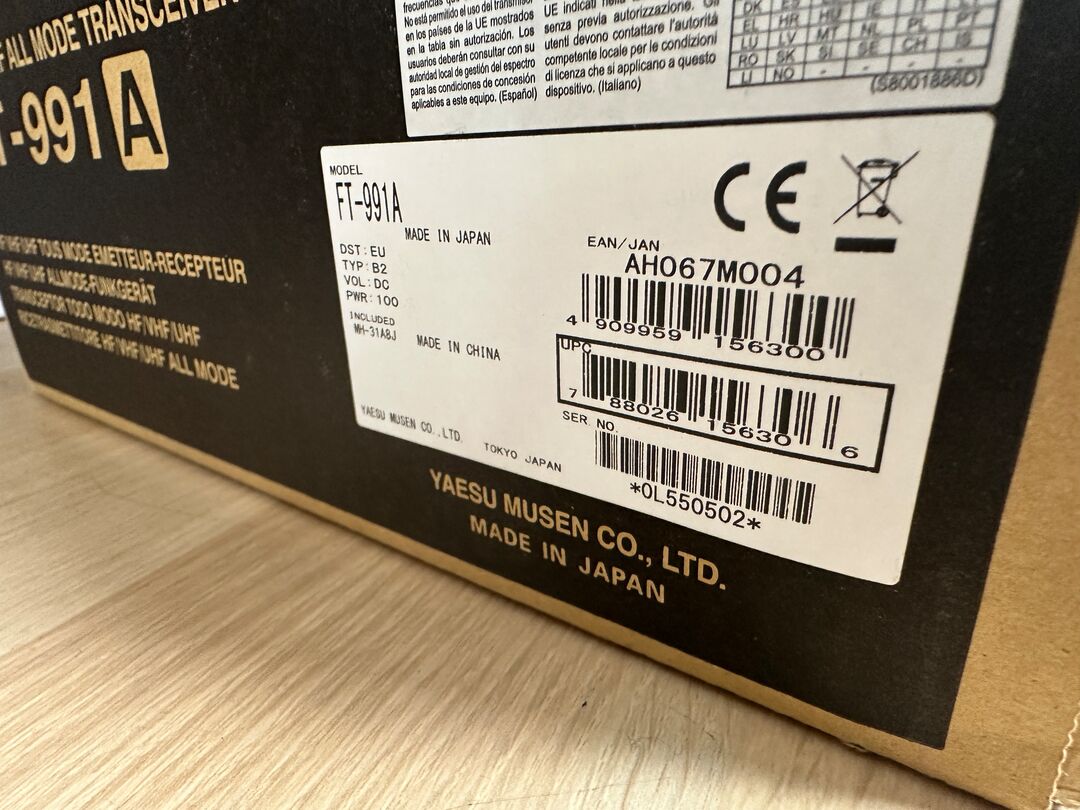 ALL MODE TRANSCEIVER
-991A
HF/VHF/UHF TOUS MODE EMETTEUR-RECEPTEUR
HF/VHF/UHF ALLMODE-FUNKGERÄT
TRANSCEPTOR TODO MODO HF/VHF/UHF
RICETRASMETTITORE HF/VHF/UHF ALL MODE
No está permitido el uso del transmisor
en los países de la UE mostrados
en la tabla sin autorización. Los
usuarios deberán consultar con su
autoridad local de gestión del espectro
para las condiciones de concesión
aplicables a este equipo. (Español)
UE indicati nella
senza previa autorizzazione. Gli
utenti devono contattare l'autorità
competente locale per le condizioni
di licenza che si applicano a questo
dispositivo. (Italiano)
DK ES
EL HR HU
LU LV MT NL PL PT
RO SK SI SE CH IS
LI NO - - - -
(S8001886D)
MODEL
FT-991A
MADE IN JAPAN
DST:EU
TYP:B2
VOL:DC
PWR:100
INCLUDED
MH-31A8J MADE IN CHINA
YAESU MUSEN CO.,LTD. TOKYO JAPAN
CE
EAN/JAN
AH067M004
4 909959 156300
UPC
7 88026 15630 6
SER. NO.
*0L550502*
YAESU MUSEN CO., LTD.
MADE IN JAPAN